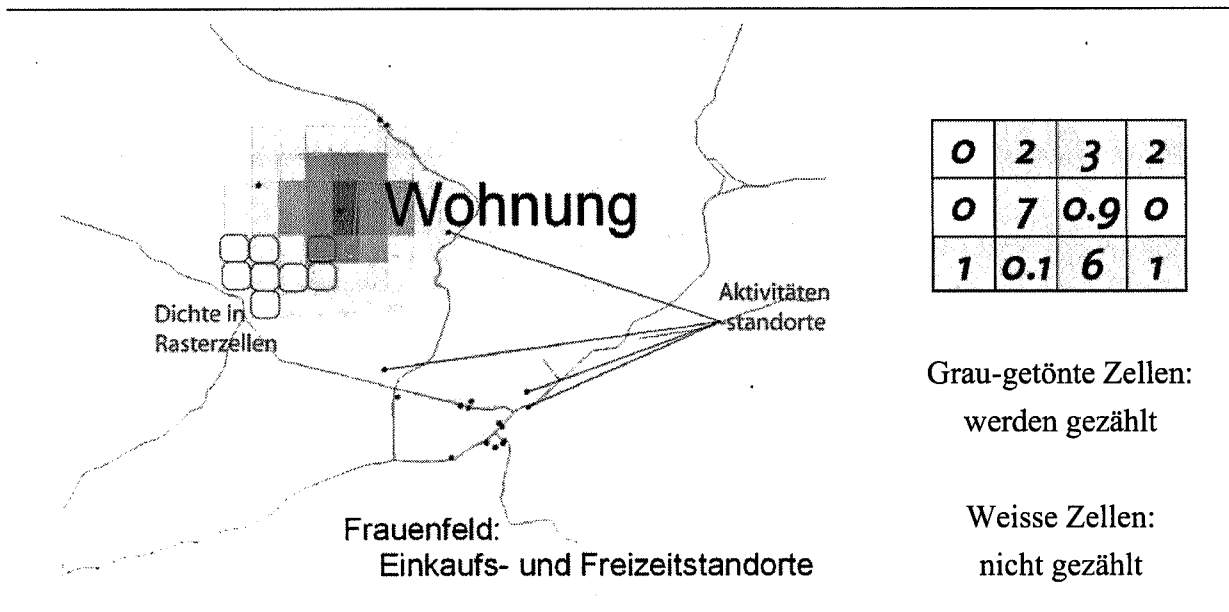 Wohnung
Dichte in
Rasterzellen
Aktivitäten
standorte
Frauenfeld:
Einkaufs- und Freizeitstandorte
0 2 3 2
0 7 0.9 0
1 0.1 6 1
Grau-getönte Zellen:
werden gezählt
Weisse Zellen:
nicht gezählt